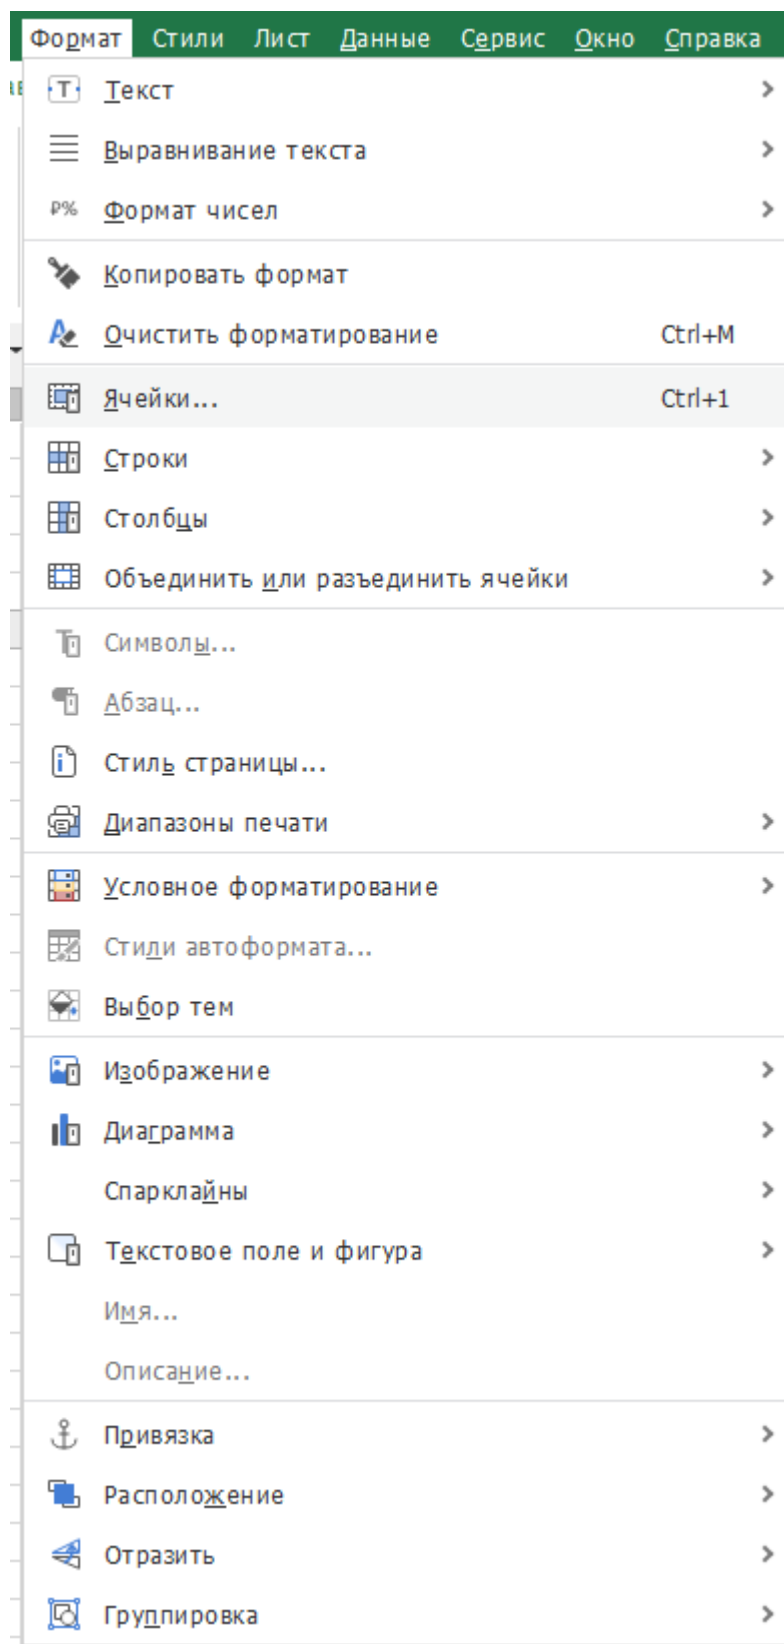 Формат Стили Лист Данные Сервис Окно Справка
Текст
Выравнивание текста
₽% Формат чисел
Копировать формат
Очистить форматирование Ctrl+M
Ячейки... Ctrl+1
Строки
Столбцы
Объединить или разъединить ячейки
Символы...
Абзац...
Стиль страницы...
Диапазоны печати
Условное форматирование
Стили автоформата...
Выбор тем
Изображение
Диаграмма
Спарклайны
Текстовое поле и фигура
Имя...
Описание...
Привязка
Расположение
Отразить
Группировка